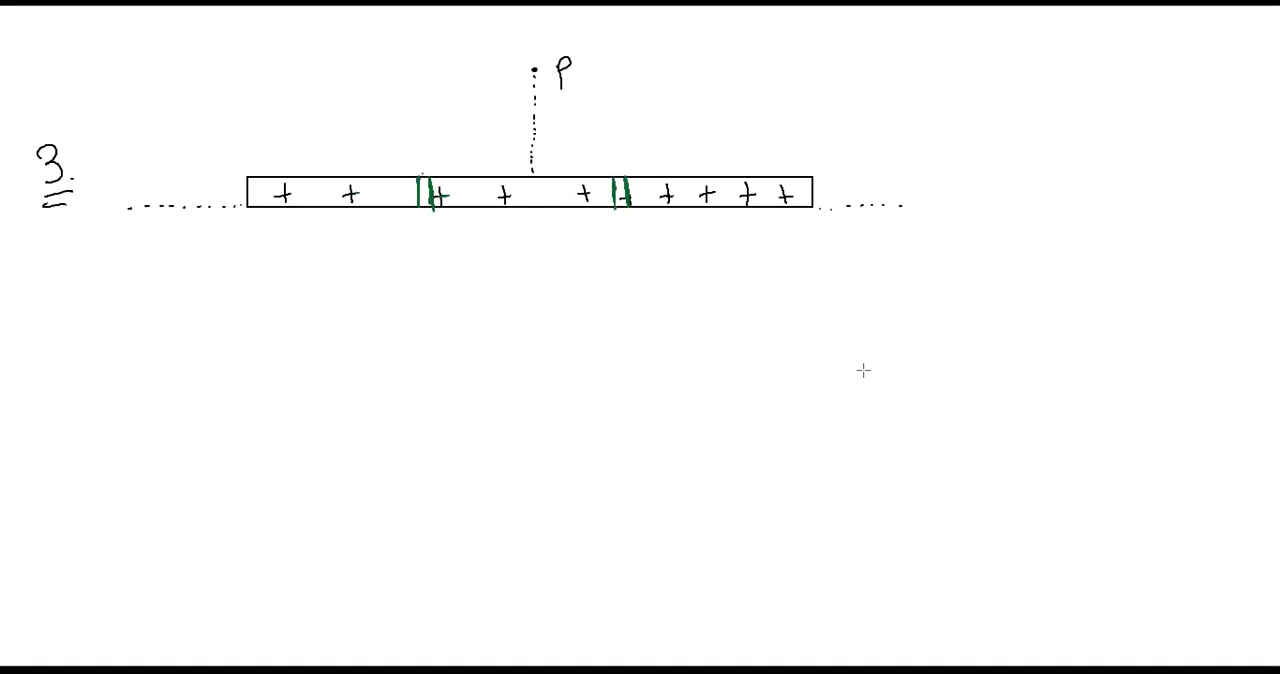 P
3.
+ + + + + + + + + +